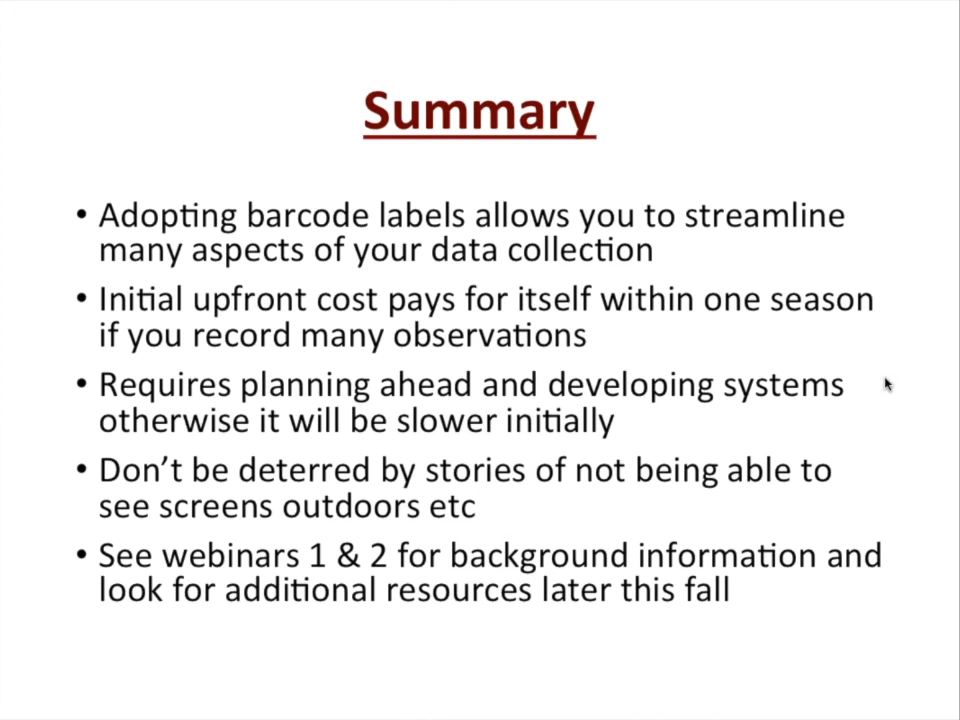 Summary
• Adopting barcode labels allows you to streamline
many aspects of your data collection
• Initial upfront cost pays for itself within one season
if you record many observations
• Requires planning ahead and developing systems
otherwise it will be slower initially
• Don’t be deterred by stories of not being able to
see screens outdoors etc
• See webinars 1 & 2 for background information and
look for additional resources later this fall